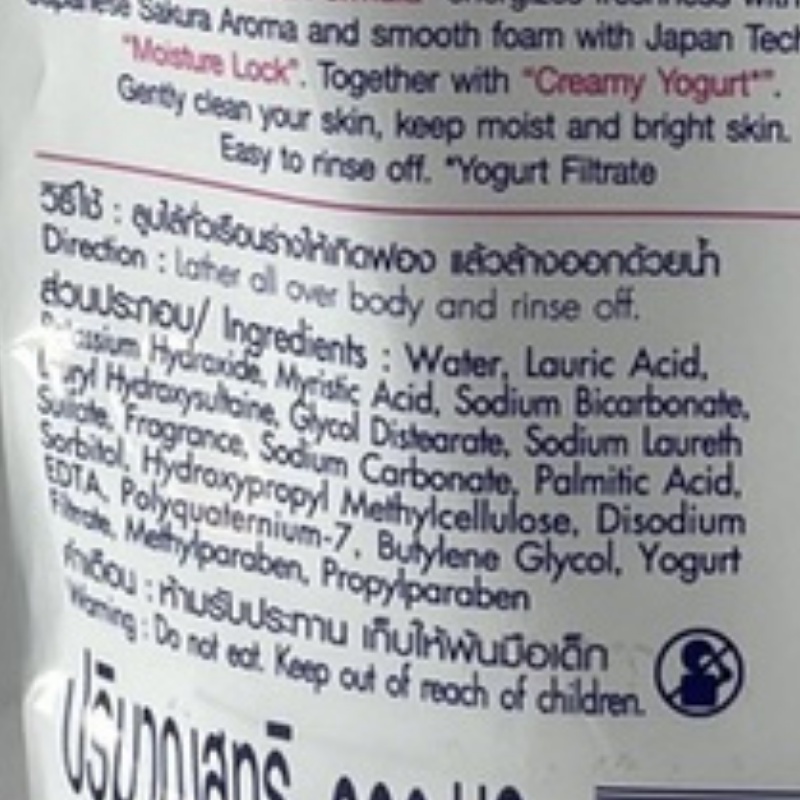 energizes freshness with
Japanese Sakura Aroma and smooth foam with Japan Tech
"Moisture Lock". Together with "Creamy Yogurt*".
Gently clean your skin, keep moist and bright skin.
Easy to rinse off. *Yogurt Filtrate
วิธีใช้ : ลูบไล้ทั่วเรือนร่างให้เกิดฟอง แล้วล้างออกด้วยน้ำ
Direction : Lather all over body and rinse off.
ส่วนประกอบ/ Ingredients : Water, Lauric Acid,
Potassium Hydroxide, Myristic Acid, Sodium Bicarbonate,
Lauryl Hydroxysultaine, Glycol Distearate, Sodium Laureth
Sulfate, Fragrance, Sodium Carbonate, Palmitic Acid,
Sorbitol, Hydroxypropyl Methylcellulose, Disodium
EDTA, Polyquaternium-7, Butylene Glycol, Yogurt
Filtrate, Methylparaben, Propylparaben
คำเตือน : ห้ามรับประทาน เก็บให้พ้นมือเด็ก
Warning : Do not eat. Keep out of reach of children.
ปริมาณสุทธิ